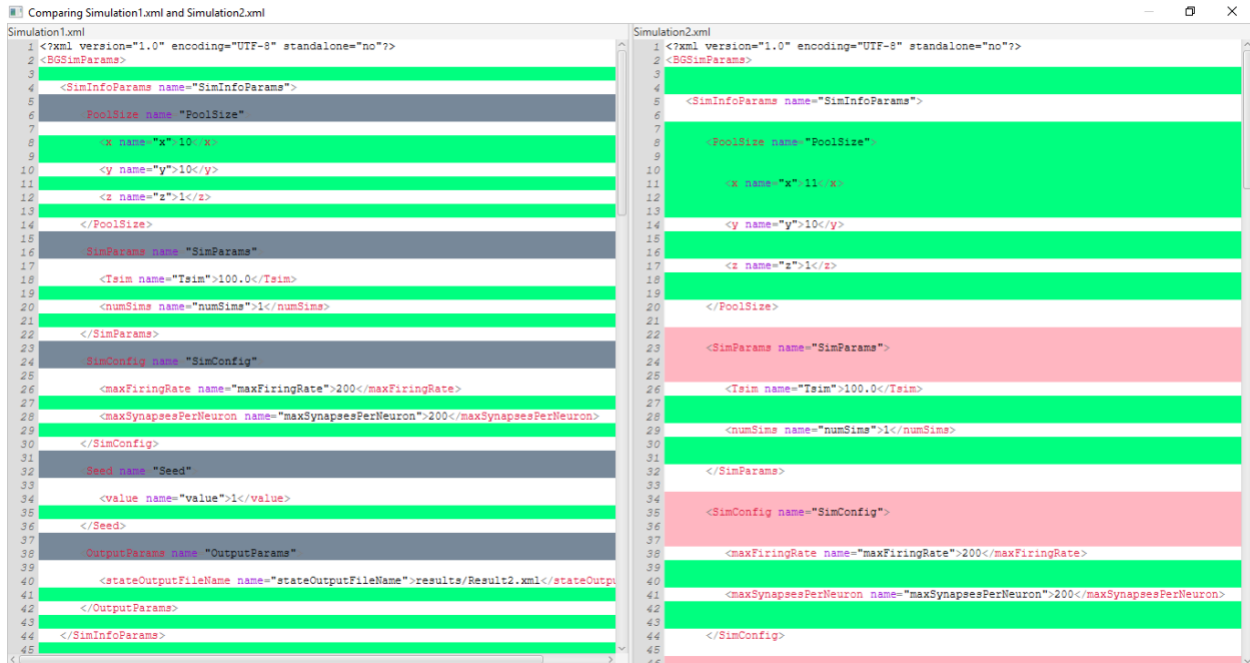 Comparing Simulation1.xml and Simulation2.xml
Simulation1.xml
1 <?xml version="1.0" encoding="UTF-8" standalone="no"?>
2 <BGSimParams>
3
4 <SimInfoParams name="SimInfoParams">
5
6 <PoolSize name="PoolSize"
7
8 <x name="x">10</x>
9
10 <y name="y">10</y>
11
12 <z name="z">1</z>
13
14 </PoolSize>
15
16 <SimParams name="SimParams"
17
18 <Tsim name="Tsim">100.0</Tsim>
19
20 <numSims name="numSims">1</numSims>
21
22 </SimParams>
23
24 <SimConfig name="SimConfig"
25
26 <maxFiringRate name="maxFiringRate">200</maxFiringRate>
27
28 <maxSynapsesPerNeuron name="maxSynapsesPerNeuron">200</maxSynapsesPerNeuron>
29
30 </SimConfig>
31
32 <Seed name="Seed"
33
34 <value name="value">1</value>
35
36 </Seed>
37
38 <OutputParams name="OutputParams"
39
40 <stateOutputFileName name="stateOutputFileName">results/Result2.xml</stateOutpu
41
42 </OutputParams>
43
44 </SimInfoParams>
45
Simulation2.xml
1 <?xml version="1.0" encoding="UTF-8" standalone="no"?>
2 <BGSimParams>
3
4
5 <SimInfoParams name="SimInfoParams">
6
7
8 <PoolSize name="PoolSize">
9
10
11 <x name="x">11</x>
12
13
14 <y name="y">10</y>
15
16
17 <z name="z">1</z>
18
19
20 </PoolSize>
21
22
23 <SimParams name="SimParams">
24
25
26 <Tsim name="Tsim">100.0</Tsim>
27
28
29 <numSims name="numSims">1</numSims>
30
31
32 </SimParams>
33
34
35 <SimConfig name="SimConfig">
36
37
38 <maxFiringRate name="maxFiringRate">200</maxFiringRate>
39
40
41 <maxSynapsesPerNeuron name="maxSynapsesPerNeuron">200</maxSynapsesPerNeuron>
42
43
44 </SimConfig>
45